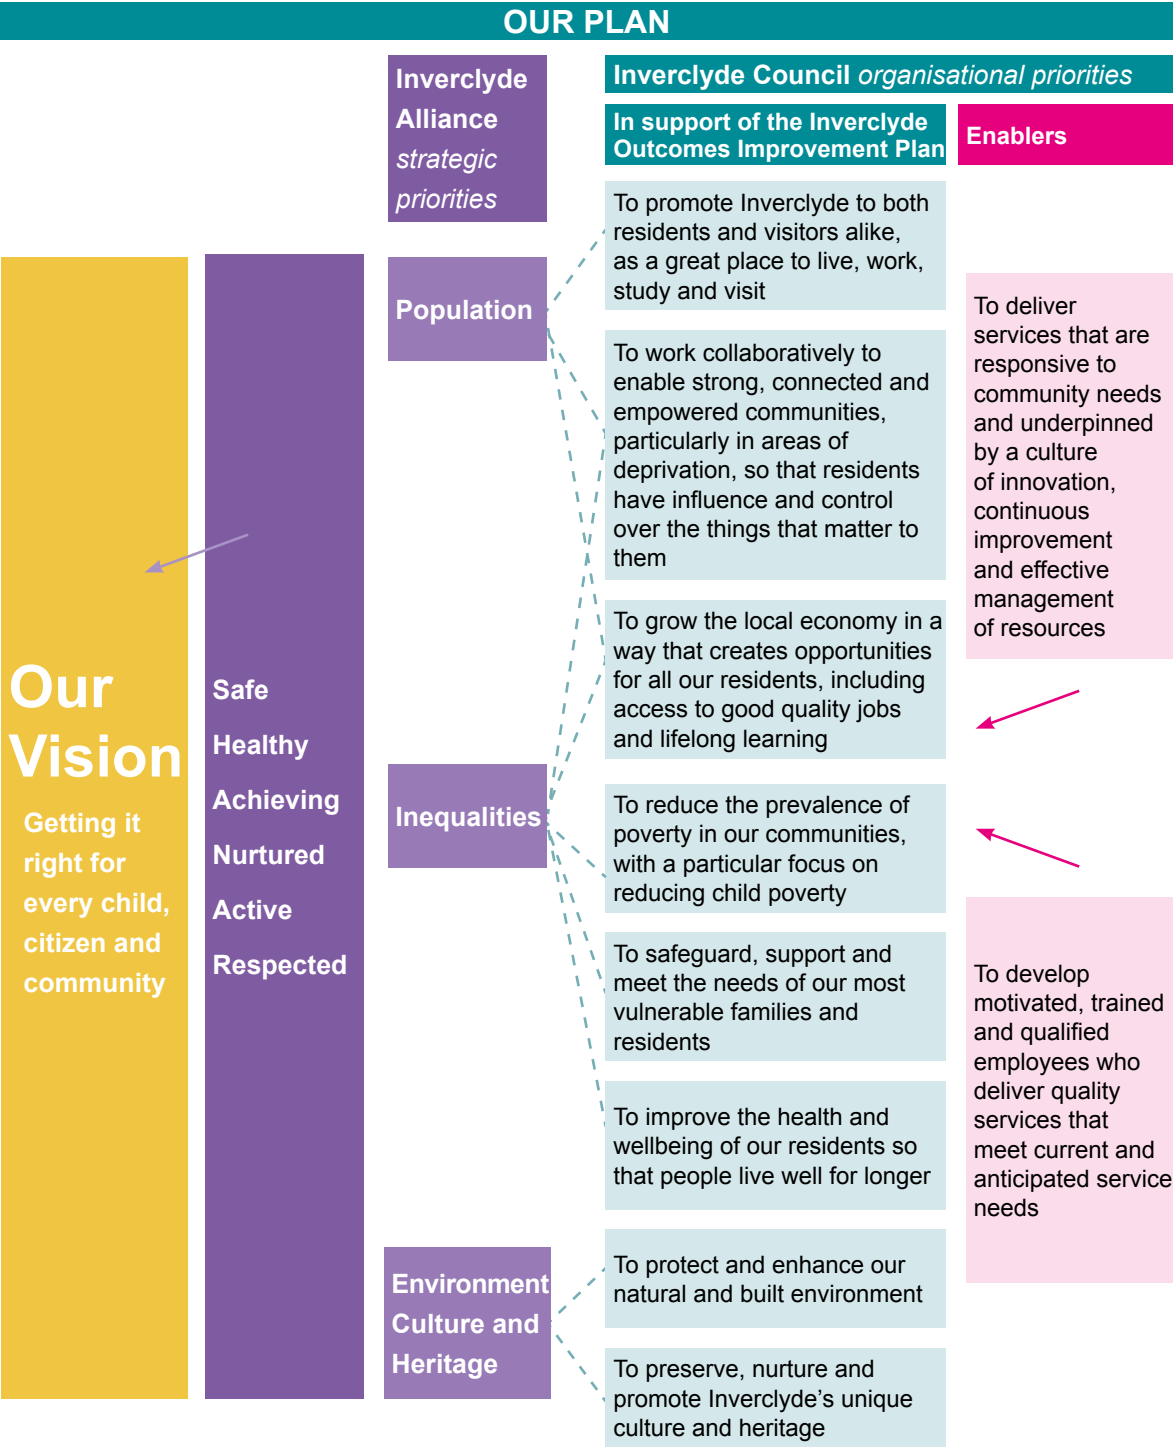 OUR PLAN
Inverclyde
Alliance
strategic
priorities
Inverclyde Council organisational priorities
In support of the Inverclyde
Outcomes Improvement Plan
Enablers
Our
Vision
Getting it
right for
every child,
citizen and
community
Safe
Healthy
Achieving
Nurtured
Active
Respected
Population
Inequalities
Environment
Culture and
Heritage
To promote Inverclyde to both
residents and visitors alike,
as a great place to live, work,
study and visit
To work collaboratively to
enable strong, connected and
empowered communities,
particularly in areas of
deprivation, so that residents
have influence and control
over the things that matter to
them
To grow the local economy in a
way that creates opportunities
for all our residents, including
access to good quality jobs
and lifelong learning
To reduce the prevalence of
poverty in our communities,
with a particular focus on
reducing child poverty
To safeguard, support and
meet the needs of our most
vulnerable families and
residents
To improve the health and
wellbeing of our residents so
that people live well for longer
To protect and enhance our
natural and built environment
To preserve, nurture and
promote Inverclyde’s unique
culture and heritage
To deliver
services that are
responsive to
community needs
and underpinned
by a culture
of innovation,
continuous
improvement
and effective
management
of resources
To develop
motivated, trained
and qualified
employees who
deliver quality
services that
meet current and
anticipated service
needs